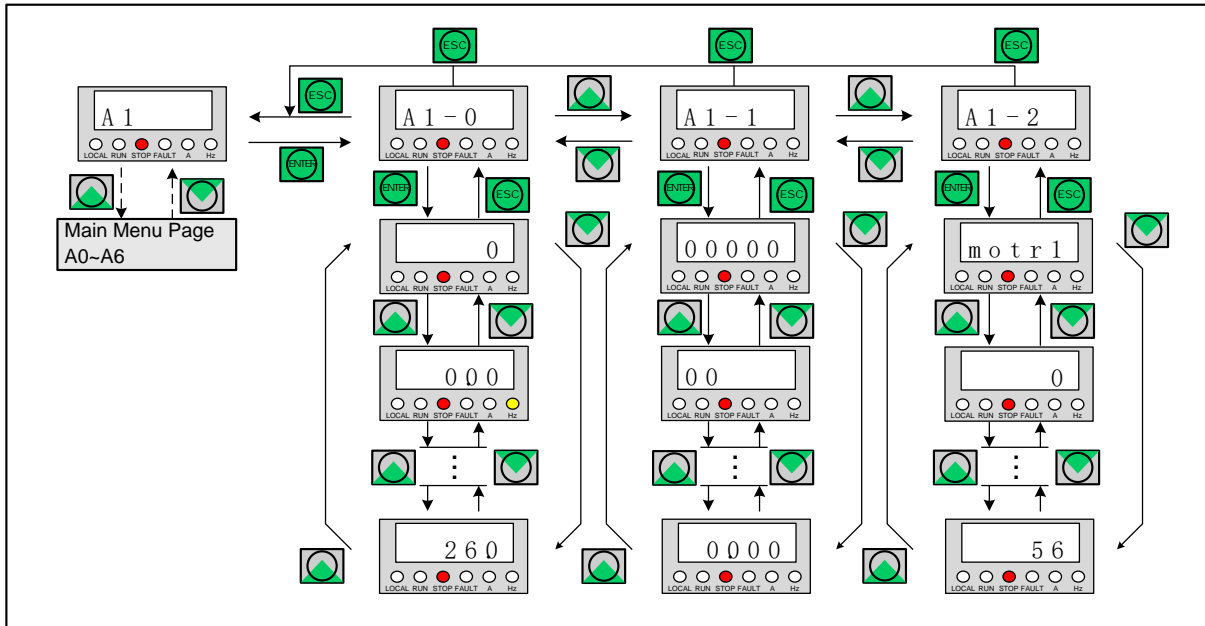 ESC ESC ESC
ESC
A1 A1-0 A1-1 A1-2
LOCAL RUN STOP FAULT A Hz LOCAL RUN STOP FAULT A Hz LOCAL RUN STOP FAULT A Hz LOCAL RUN STOP FAULT A Hz
ENTER
ENTER ESC ENTER ESC ENTER ESC
Main Menu Page
A0~A6
0 00000 motr1
LOCAL RUN STOP FAULT A Hz LOCAL RUN STOP FAULT A Hz LOCAL RUN STOP FAULT A Hz
0.00 00 0
LOCAL RUN STOP FAULT A Hz LOCAL RUN STOP FAULT A Hz LOCAL RUN STOP FAULT A Hz
26.0 0.000 56
LOCAL RUN STOP FAULT A Hz LOCAL RUN STOP FAULT A Hz LOCAL RUN STOP FAULT A Hz